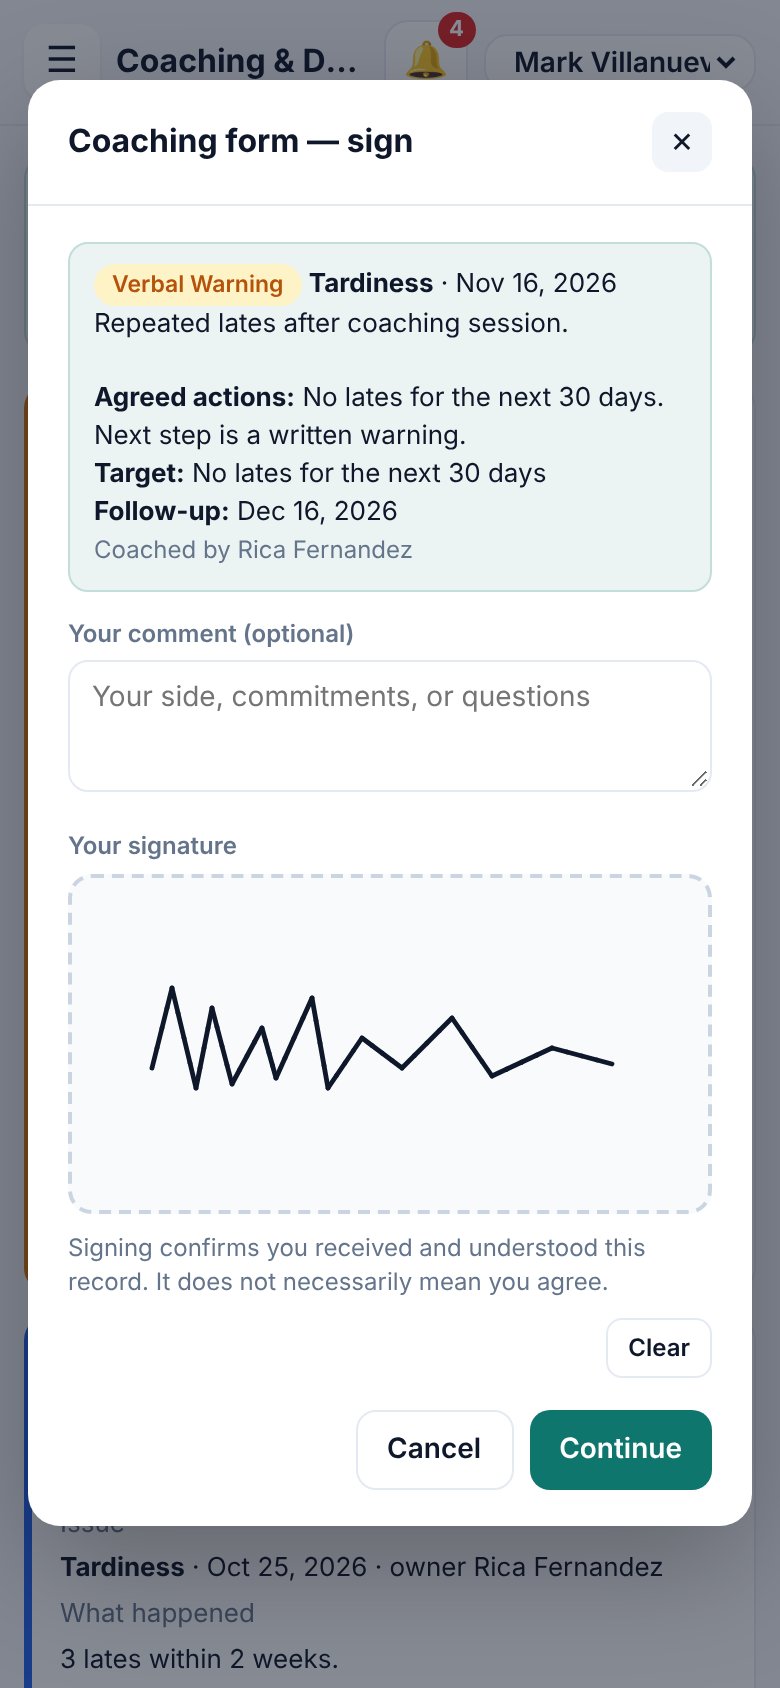 ☰ Coaching & D... 🔔 4 Mark Villanuev
Coaching form — sign
✕
Verbal Warning Tardiness · Nov 16, 2026
Repeated lates after coaching session.
Agreed actions: No lates for the next 30 days.
Next step is a written warning.
Target: No lates for the next 30 days
Follow-up: Dec 16, 2026
Coached by Rica Fernandez
Your comment (optional)
Your side, commitments, or questions
Your signature
Signing confirms you received and understood this
record. It does not necessarily mean you agree.
Clear
Cancel Continue
Issue
Tardiness · Oct 25, 2026 · owner Rica Fernandez
What happened
3 lates within 2 weeks.